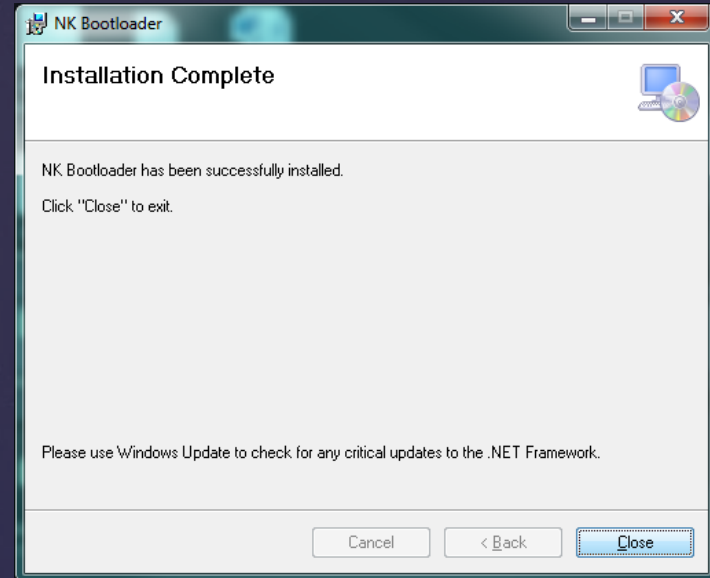 NK Bootloader
Installation Complete
NK Bootloader has been successfully installed.
Click "Close" to exit.
Please use Windows Update to check for any critical updates to the .NET Framework.
Cancel
< Back
Close